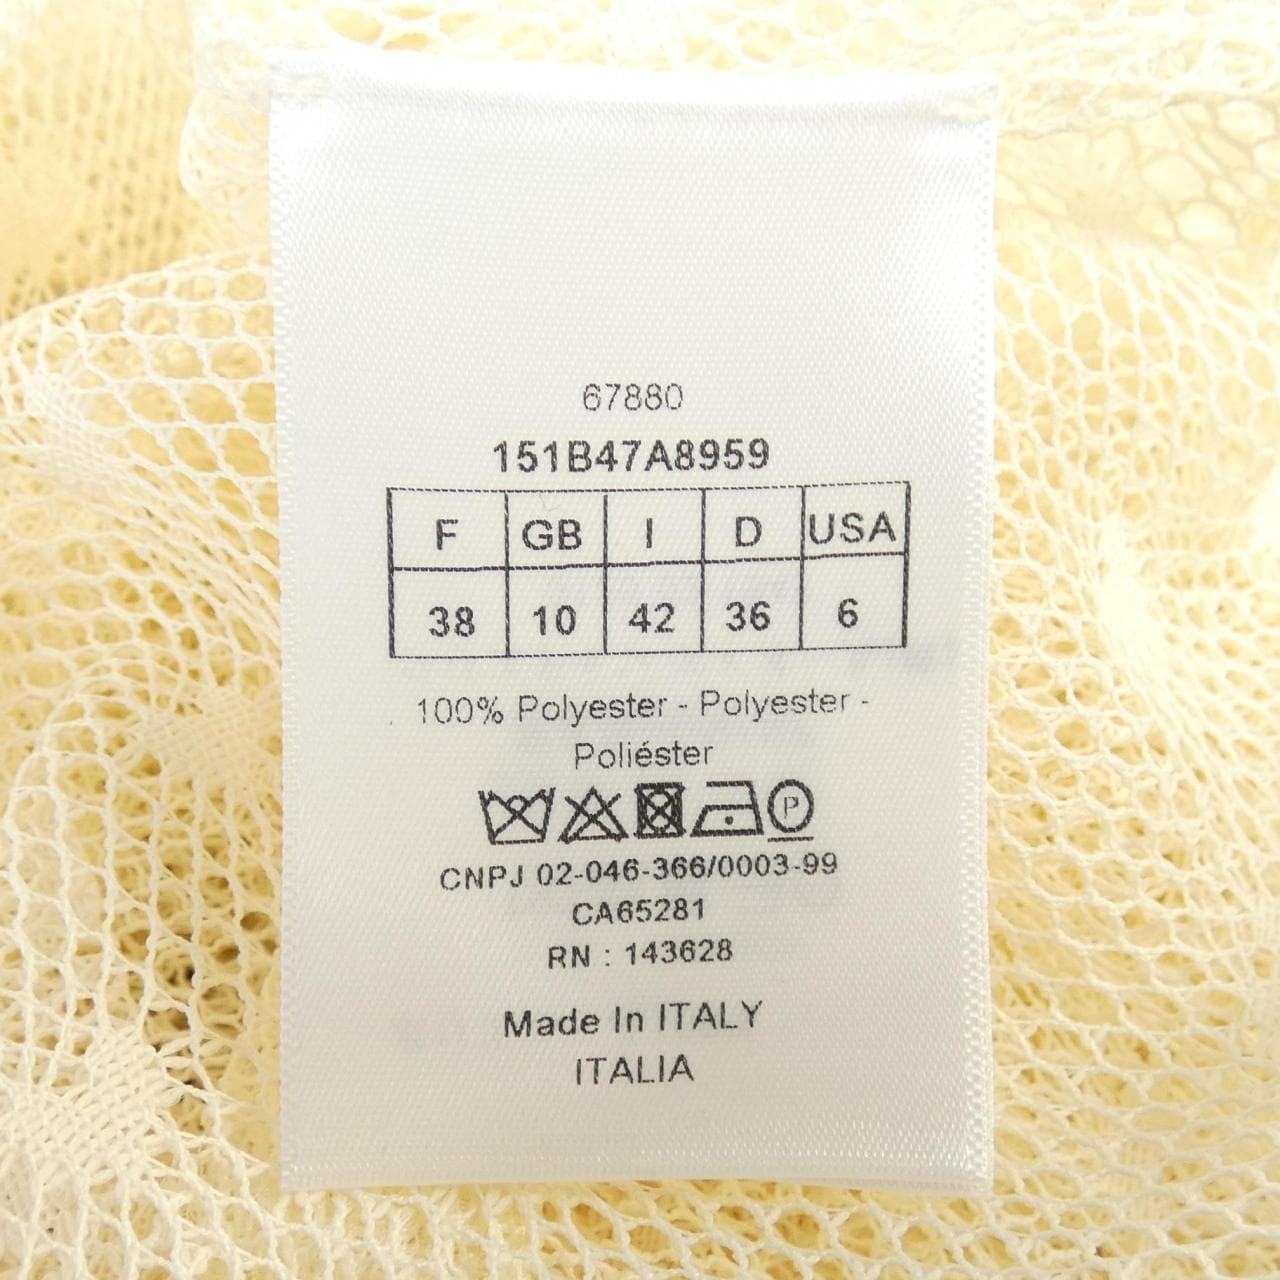 67880
151B47A8959
F GB I D USA
38 10 42 36 6
100% Polyester - Polyester -
Poliéster
P
CNPJ 02-046-366/0003-99
CA65281
RN : 143628
Made In ITALY
ITALIA